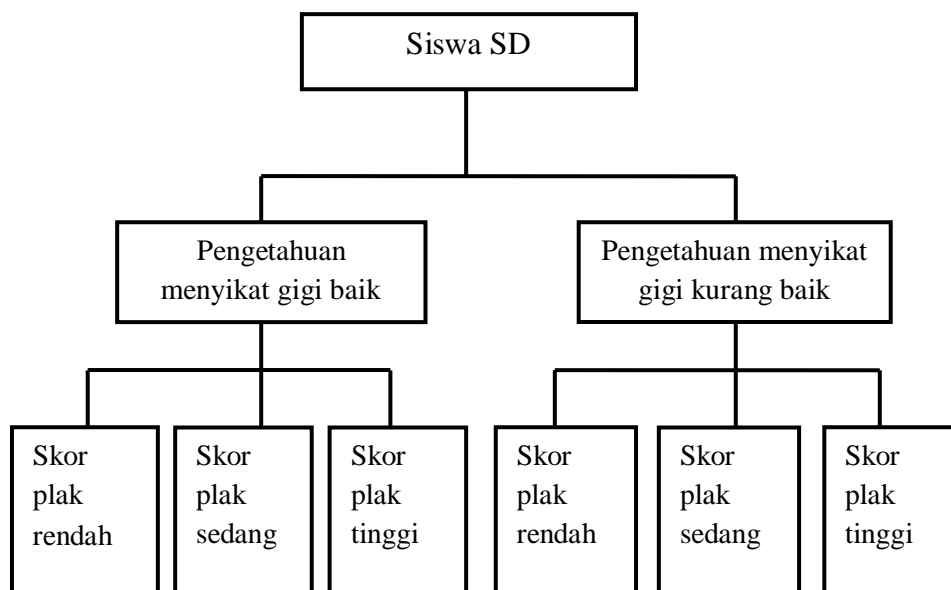 Siswa SD
Pengetahuan
menyikat gigi baik
Pengetahuan menyikat
gigi kurang baik
Skor
plak
rendah
Skor
plak
sedang
Skor
plak
tinggi
Skor
plak
rendah
Skor
plak
sedang
Skor
plak
tinggi